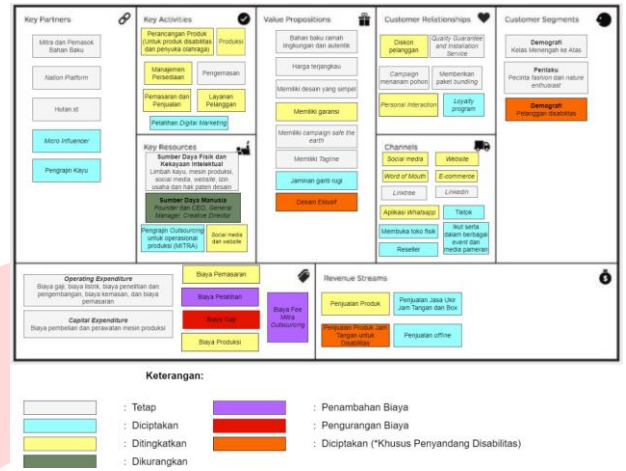 Key Partners
Mitra dan Pemasok
Bahan Baku
Nation Platform
Hutan.id
Micro Influencer
Pengrajin Kayu
Key Activities
Perancangan Produk
(Untuk produk disabilitas
dan penyuka olahraga)
Produksi
Manajemen
Persediaan
Pengemasan
Pemasaran dan
Penjualan
Layanan
Pelanggan
Pelatihan Digital Marketing
Key Resources
Sumber Daya Fisik dan
Kekayaan Intelektual
Limbah kayu, mesin produksi,
social media, website, izin
usaha dan hak paten desain
Sumber Daya Manusia
Founder dan CEO, General
Manager, Creative Director
Pengrajin Outsourcing
untuk operasional
produksi (MITRA)
Social media
dan website
Value Propositions
Bahan baku ramah
lingkungan dan autentik
Harga terjangkau
Memiliki desain yang simpel
Memiliki garansi
Memiliki campaign safe the
earth
Memiliki Tagline
Jaminan ganti rugi
Desain Ekslusif
Customer Relationships
Diskon
pelanggan
Quality Guarantee
and Instalation
Service
Campaign
menanam pohon
Memberikan
paket bundling
Personal Interaction
Loyalty
program
Channels
Social media
Website
Word of Mouth
E-commerce
Linktree
Linkedin
Aplikasi Whatsapp
Tiktok
Membuka toko fisik
Ikut serta
dalam berbagai
event dan
media pameran
Reseller
Customer Segments
Demografi
Kelas Menengah ke Atas
Perilaku
Pecinta fashion dan nature
enthusiast
Demografi
Pelanggan disabilitas
Operating Expenditure
Biaya gaji, biaya listrik, biaya penelitian dan
pengembangan, biaya kemasan, dan biaya
pemasaran
Capital Expenditure
Biaya pembelian dan perawatan mesin produksi
Biaya Pemasaran
Biaya Pelatihan
Biaya Gaji
Biaya Produksi
Biaya Fee
Mitra
Outsourcing
Revenue Streams
Penjualan Produk
Penjualan Jasa Ukir
Jam Tangan dan Box
Penjualan Produk Jam
Tangan untuk
Disabilitas
Penjualan offline
Keterangan:
: Tetap
: Penambahan Biaya
: Diciptakan
: Pengurangan Biaya
: Ditingkatkan
: Diciptakan (*Khusus Penyandang Disabilitas)
: Dikurangkan